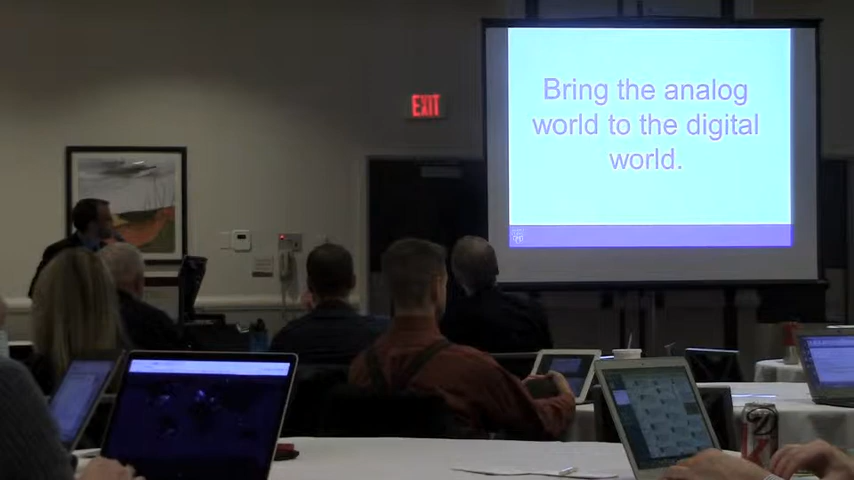 EXIT
Bring the analog
world to the digital
world.